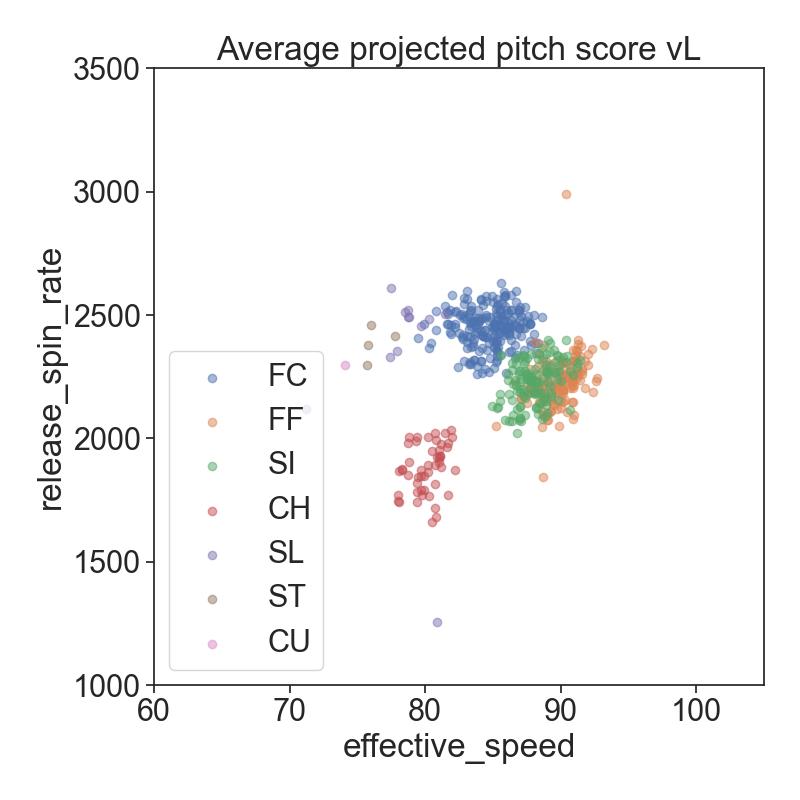 Average projected pitch score vL
3500
3000
2500
2000
1500
1000
release_spin_rate
FC
FF
SI
CH
SL
ST
CU
60 70 80 90 100
effective_speed